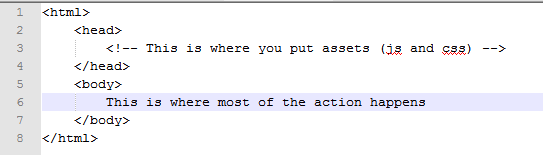 1 <html>
2 <head>
3 <!-- This is where you put assets (js and css) -->
4 </head>
5 <body>
6 This is where most of the action happens
7 </body>
8 </html>